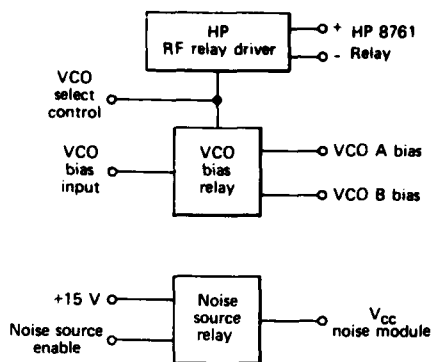 HP
RF relay driver
+ HP 8761
- Relay
VCO
select
control
VCO
bias
input
VCO
bias
relay
VCO A bias
VCO B bias
+15 V
Noise source
enable
Noise
source
relay
Vcc
noise module